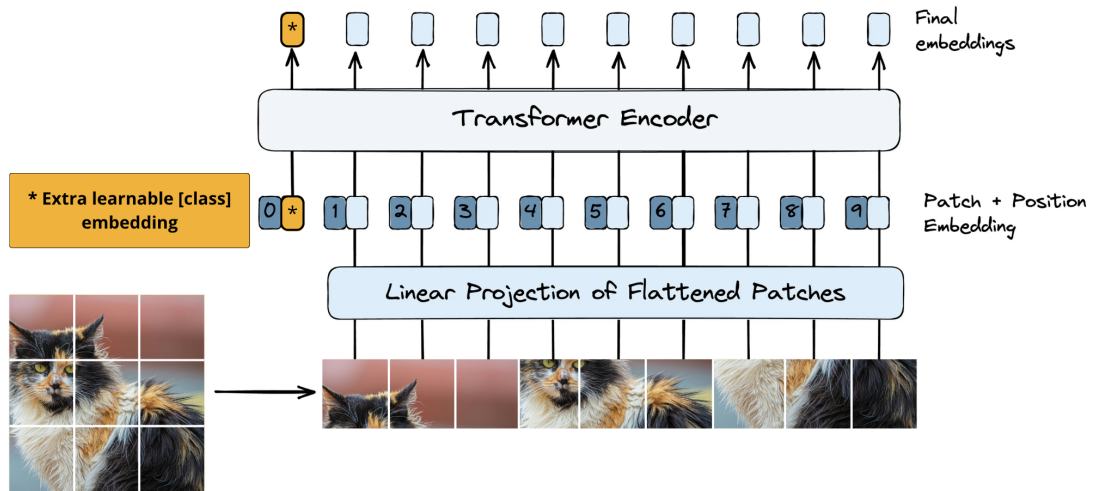 *
Final
embeddings
Transformer Encoder
* Extra learnable [class]
embedding
0 * 1 2 3 4 5 6 7 8 9
Patch + Position
Embedding
Linear Projection of Flattened Patches